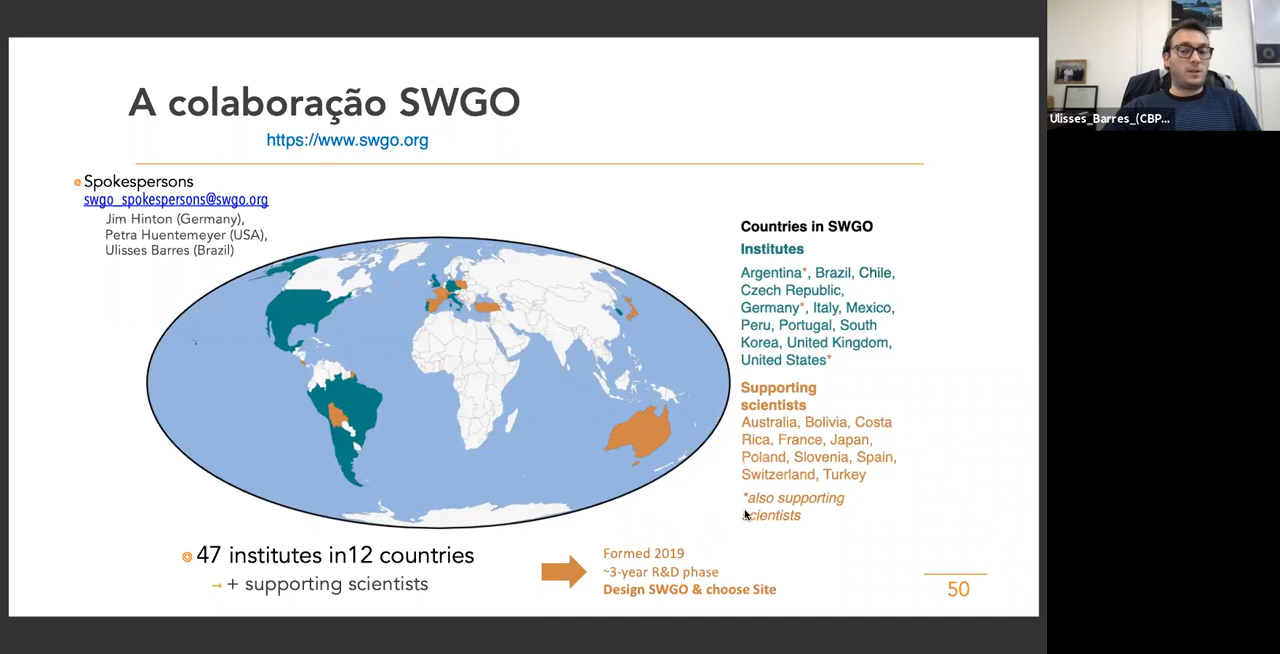 A colaboração SWGO
https://www.swgo.org
Spokespersons
swgo_spokespersons@swgo.org
Jim Hinton (Germany),
Petra Huentemeyer (USA),
Ulisses Barres (Brazil)
Countries in SWGO
Institutes
Argentina*, Brazil, Chile,
Czech Republic,
Germany*, Italy, Mexico,
Peru, Portugal, South
Korea, United Kingdom,
United States*
Supporting
scientists
Australia, Bolivia, Costa
Rica, France, Japan,
Poland, Slovenia, Spain,
Switzerland, Turkey
*also supporting
scientists
47 institutes in12 countries
→ + supporting scientists
Formed 2019
~3-year R&D phase
Design SWGO & choose Site
50
Ulisses_Barres_(CBP...